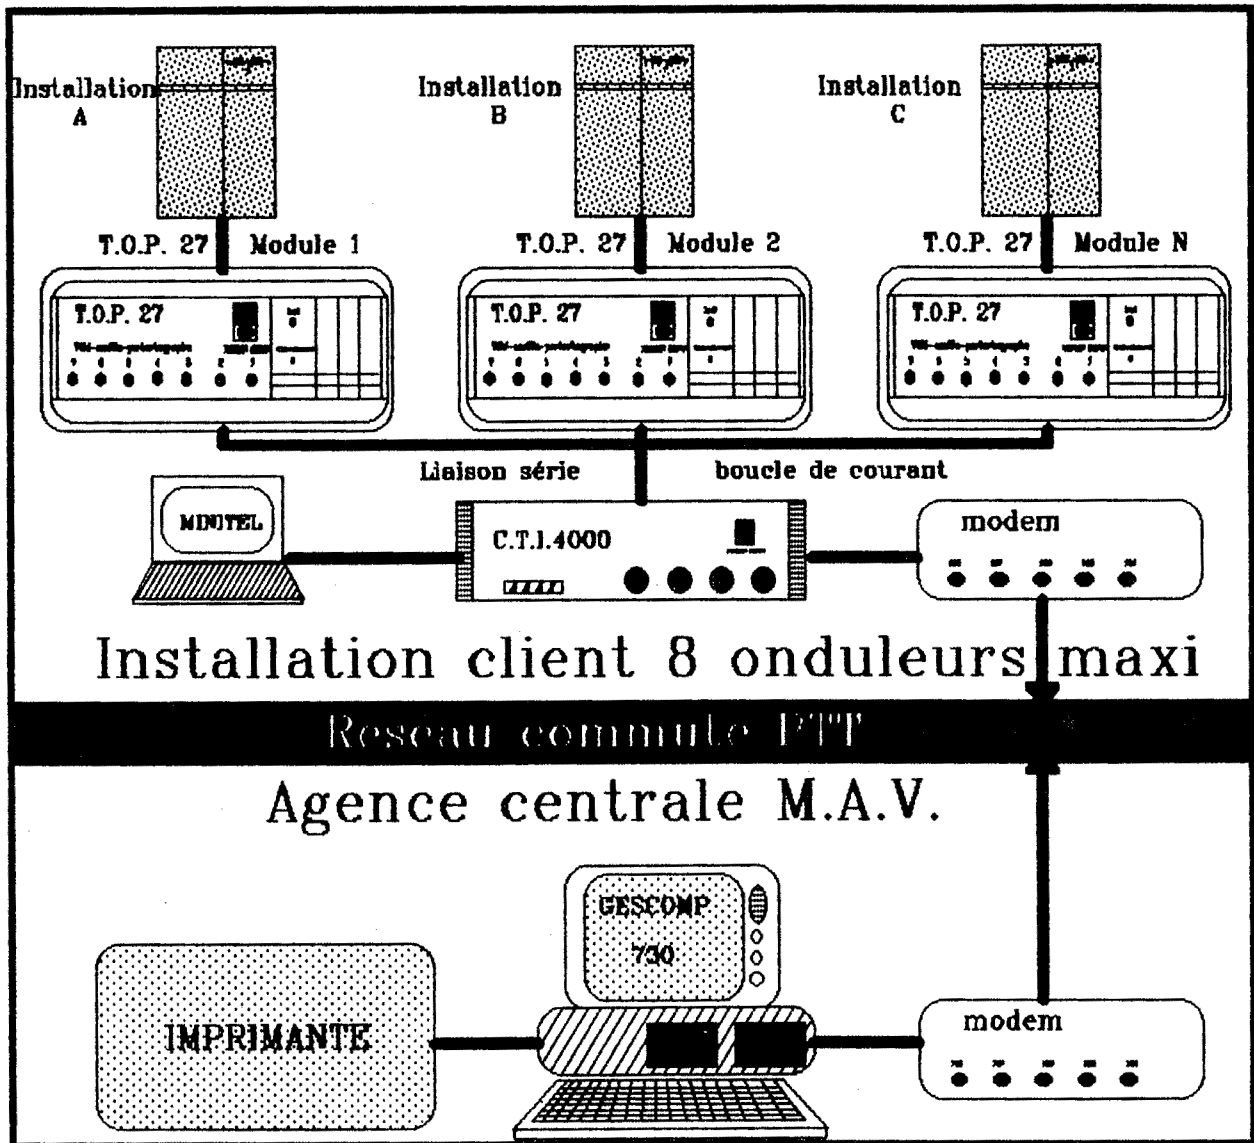 Installation
A
Installation
B
Installation
C
T.O.P. 27 Module 1
T.O.P. 27 Module 2
T.O.P. 27 Module N
T.O.P. 27
T.O.P. 27
T.O.P. 27
Liaison série boucle de courant
MINITEL
C.T.I.4000
modem
Installation client 8 onduleurs maxi
Réseau commute PTT
Agence centrale M.A.V.
GESCOMP
730
IMPRIMANTE
modem